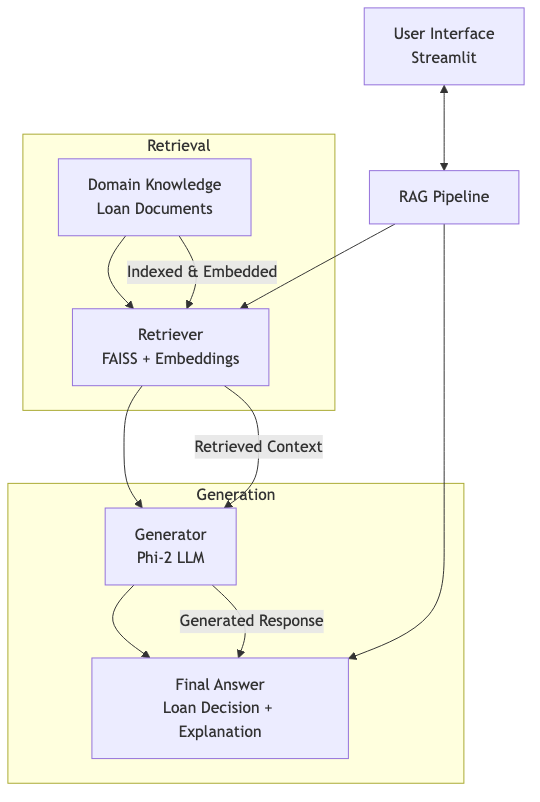 User Interface
Streamlit
Retrieval
Domain Knowledge
Loan Documents
RAG Pipeline
Indexed & Embedded
Retriever
FAISS + Embeddings
Retrieved Context
Generation
Generator
Phi-2 LLM
Generated Response
Final Answer
Loan Decision +
Explanation